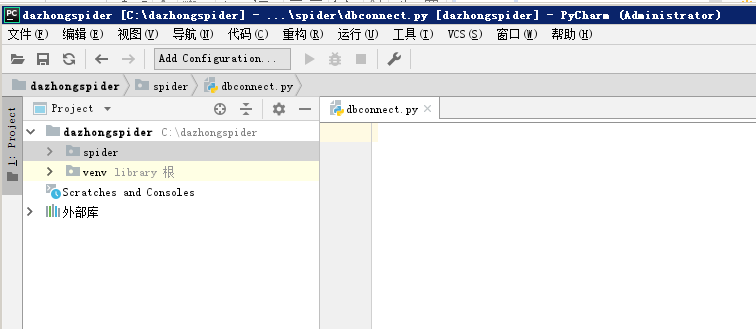 dazhongspider [C:\dazhongspider] - ...\spider\dbconnect.py [dazhongspider] - PyCharm (Administrator)
文件(F) 编辑(E) 视图(V) 导航(N) 代码(C) 重构(R) 运行(U) 工具(T) VCS(S) 窗口(W) 帮助(H)
Add Configuration...
dazhongspider spider dbconnect.py
1: Project
Project
dbconnect.py
dazhongspider C:\dazhongspider
spider
venv library 根
Scratches and Consoles
外部库